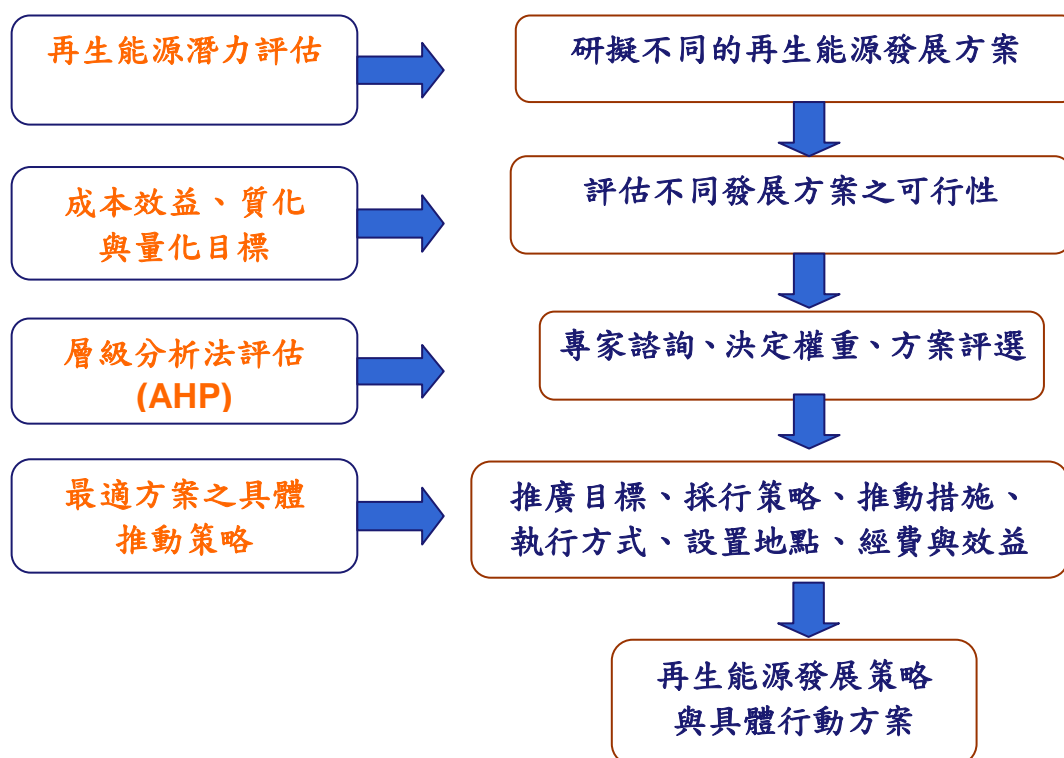 再生能源潛力評估
研擬不同的再生能源發展方案
成本效益、質化
與量化目標
評估不同發展方案之可行性
層級分析法評估
(AHP)
專家諮詢、決定權重、方案評選
最適方案之具體
推動策略
推廣目標、採行策略、推動措施、
執行方式、設置地點、經費與效益
再生能源發展策略
與具體行動方案